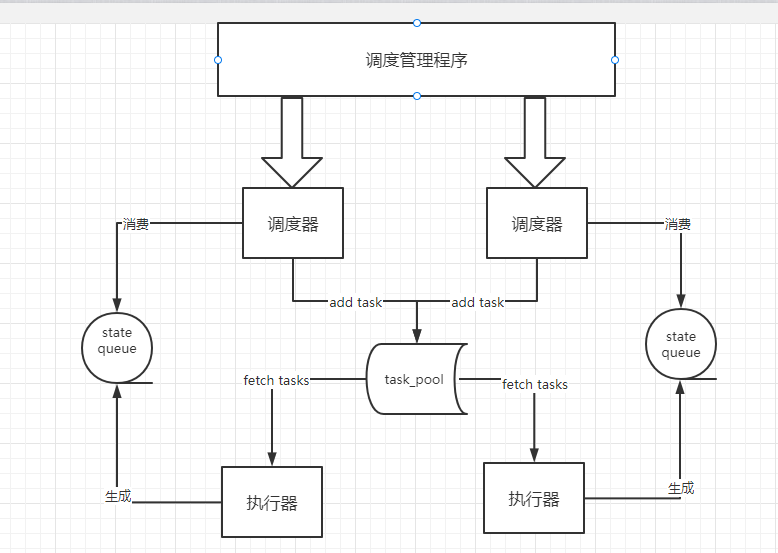 调度管理程序
调度器
调度器
消费
消费
add task
add task
state
queue
state
queue
task_pool
fetch tasks
fetch tasks
生成
生成
执行器
执行器